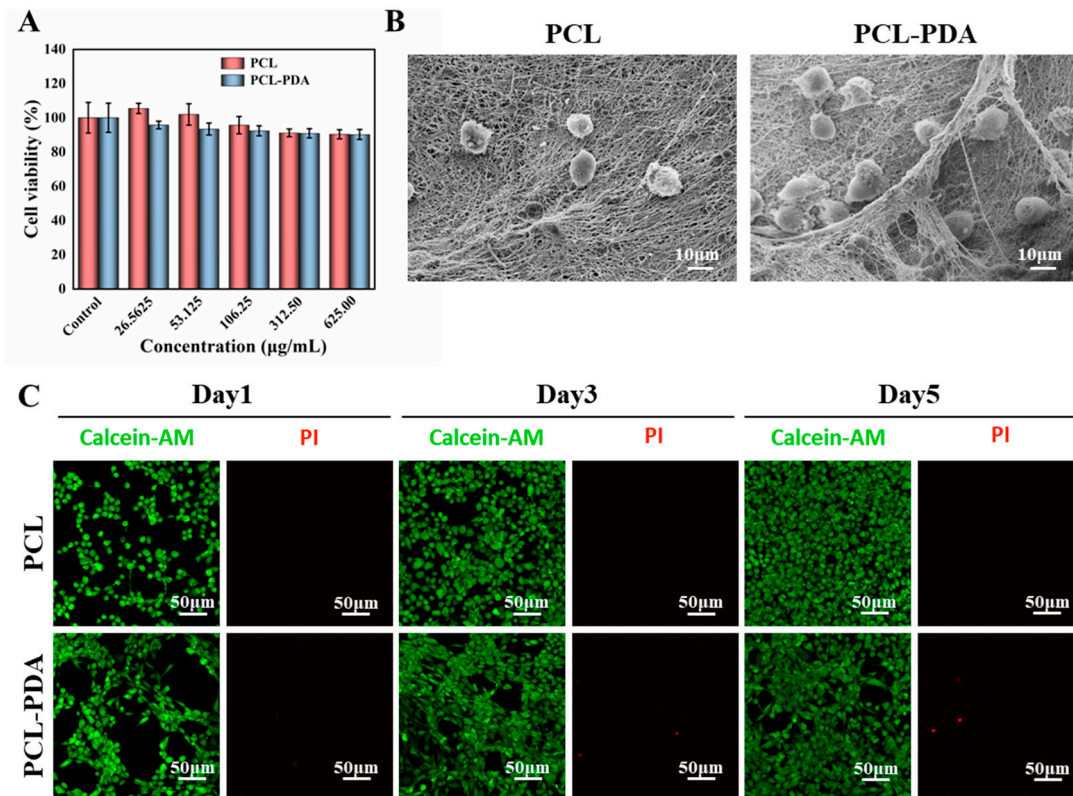 A
140
120
100
80
60
40
20
0
Cell viability (%)
PCL
PCL-PDA
Control
26.5625
53.125
106.25
312.50
625.00
Concentration (μg/mL)
B
PCL
PCL-PDA
10μm
10μm
C
Day1
Day3
Day5
Calcein-AM
PI
Calcein-AM
PI
Calcein-AM
PI
PCL
50μm
50μm
50μm
50μm
50μm
50μm
PCL-PDA
50μm
50μm
50μm
50μm
50μm
50μm